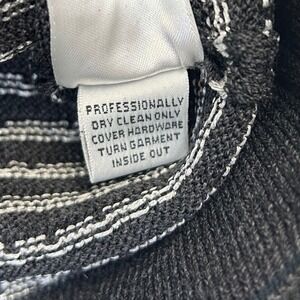 PROFESSIONALLY
DRY CLEAN ONLY
COVER HARDWARE
TURN GARMENT
INSIDE OUT